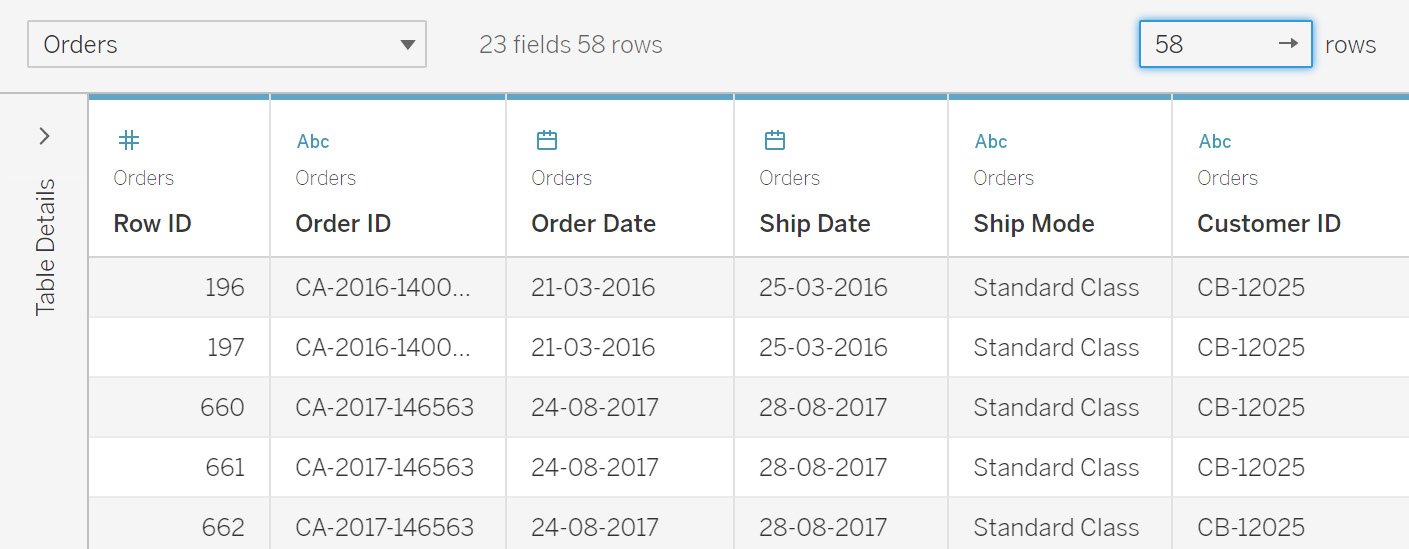 Orders 23 fields 58 rows 58 → rows
Table Details
# Abc Abc Abc
Orders Orders Orders Orders Orders Orders
Row ID Order ID Order Date Ship Date Ship Mode Customer ID
196 CA-2016-1400... 21-03-2016 25-03-2016 Standard Class CB-12025
197 CA-2016-1400... 21-03-2016 25-03-2016 Standard Class CB-12025
660 CA-2017-146563 24-08-2017 28-08-2017 Standard Class CB-12025
661 CA-2017-146563 24-08-2017 28-08-2017 Standard Class CB-12025
662 CA-2017-146563 24-08-2017 28-08-2017 Standard Class CB-12025